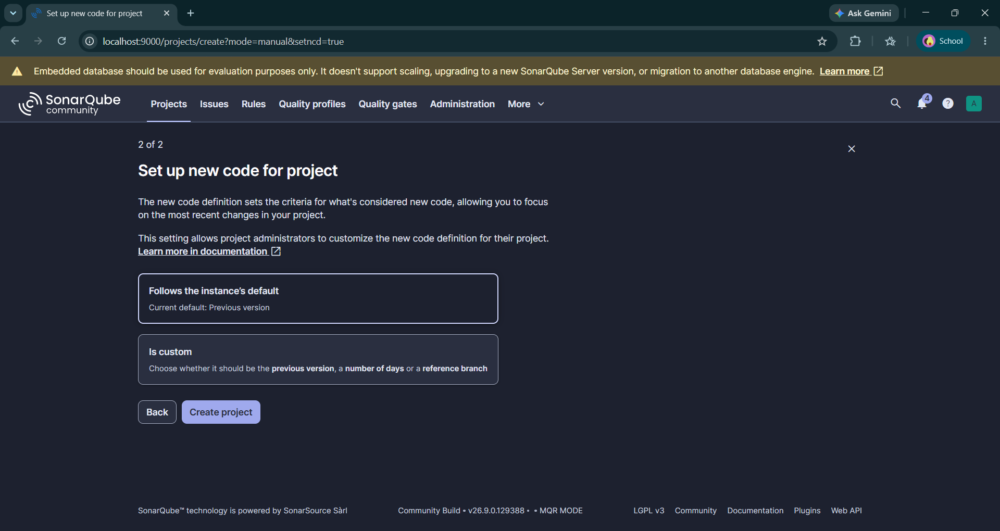 Set up new code for project
Ask Gemini
localhost:9000/projects/create?mode=manual&setncd=true
School
Embedded database should be used for evaluation purposes only. It doesn't support scaling, upgrading to a new SonarQube Server version, or migration to another database engine. Learn more
SonarQube
community
Projects Issues Rules Quality profiles Quality gates Administration More
4
?
A
2 of 2
Set up new code for project
The new code definition sets the criteria for what's considered new code, allowing you to focus
on the most recent changes in your project.
This setting allows project administrators to customize the new code definition for their project.
Learn more in documentation
Follows the instance’s default
Current default: Previous version
Is custom
Choose whether it should be the previous version, a number of days or a reference branch
Back
Create project
SonarQube™ technology is powered by SonarSource Sàrl
Community Build • v26.9.0.129388 • • MQR MODE
LGPL v3 Community Documentation Plugins Web API